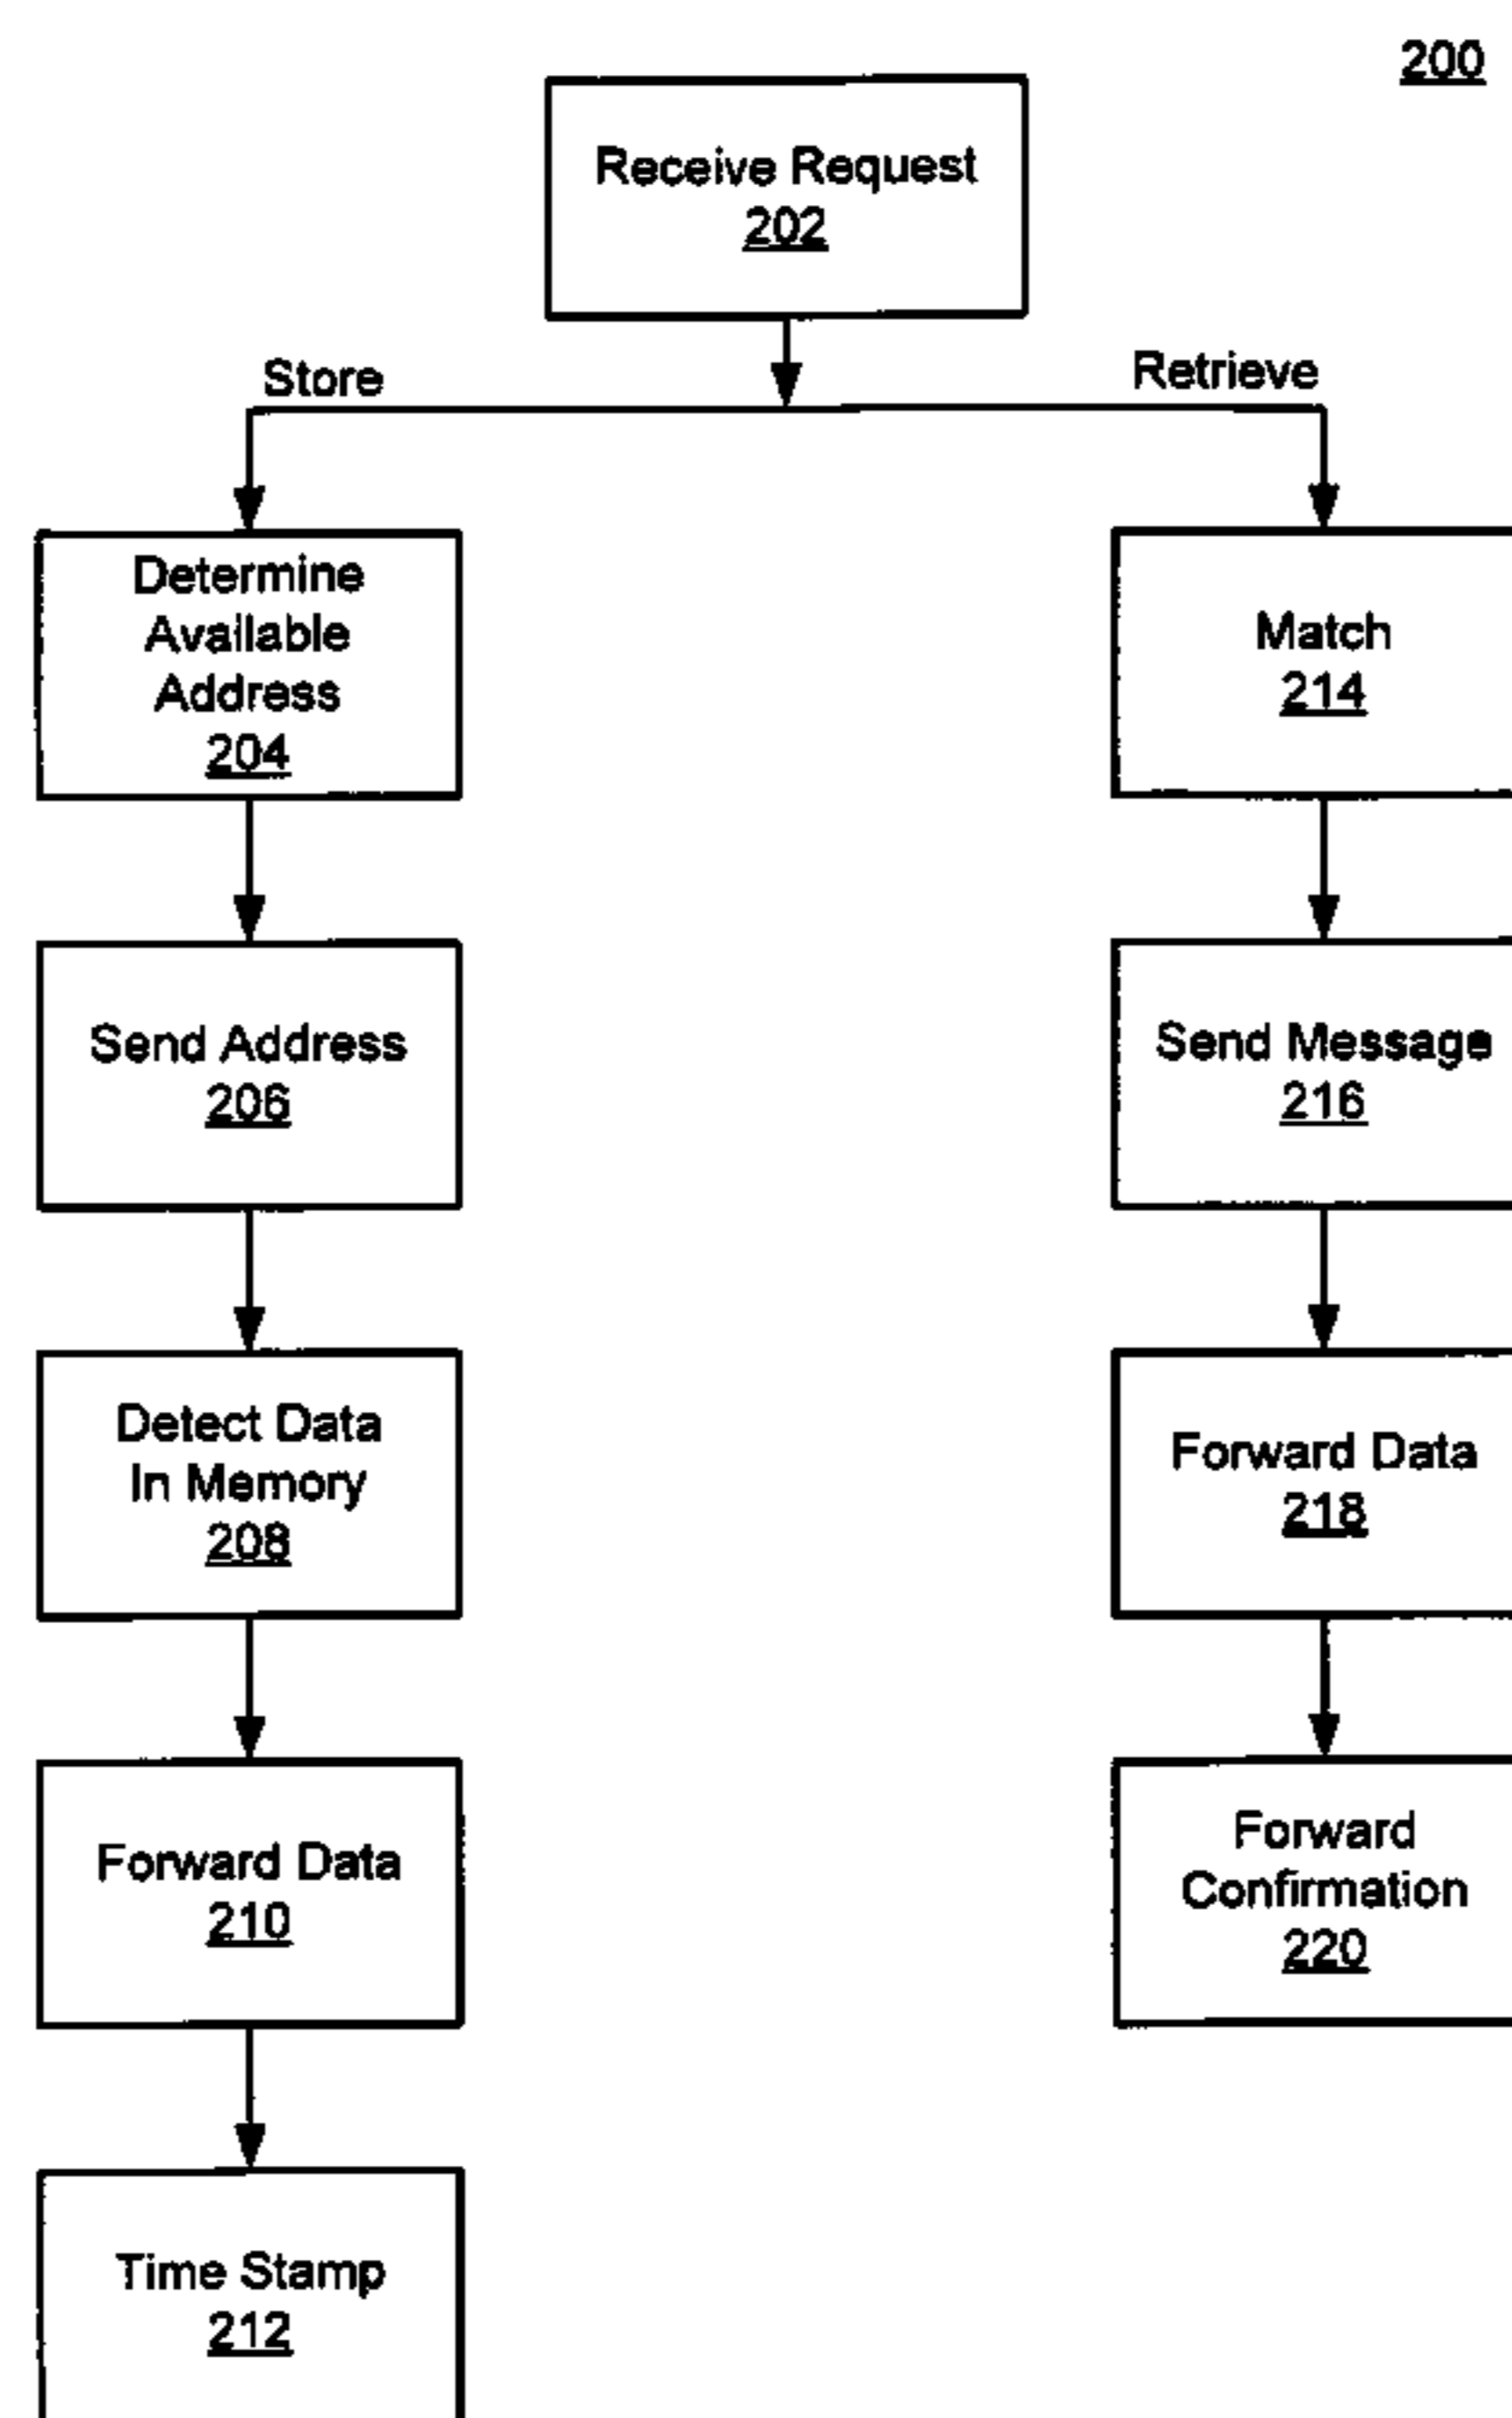 200
Receive Request
202
Store
Retrieve
Determine
Available
Address
204
Match
214
Send Address
206
Send Message
216
Detect Data
In Memory
208
Forward Data
218
Forward Data
210
Forward
Confirmation
220
Time Stamp
212